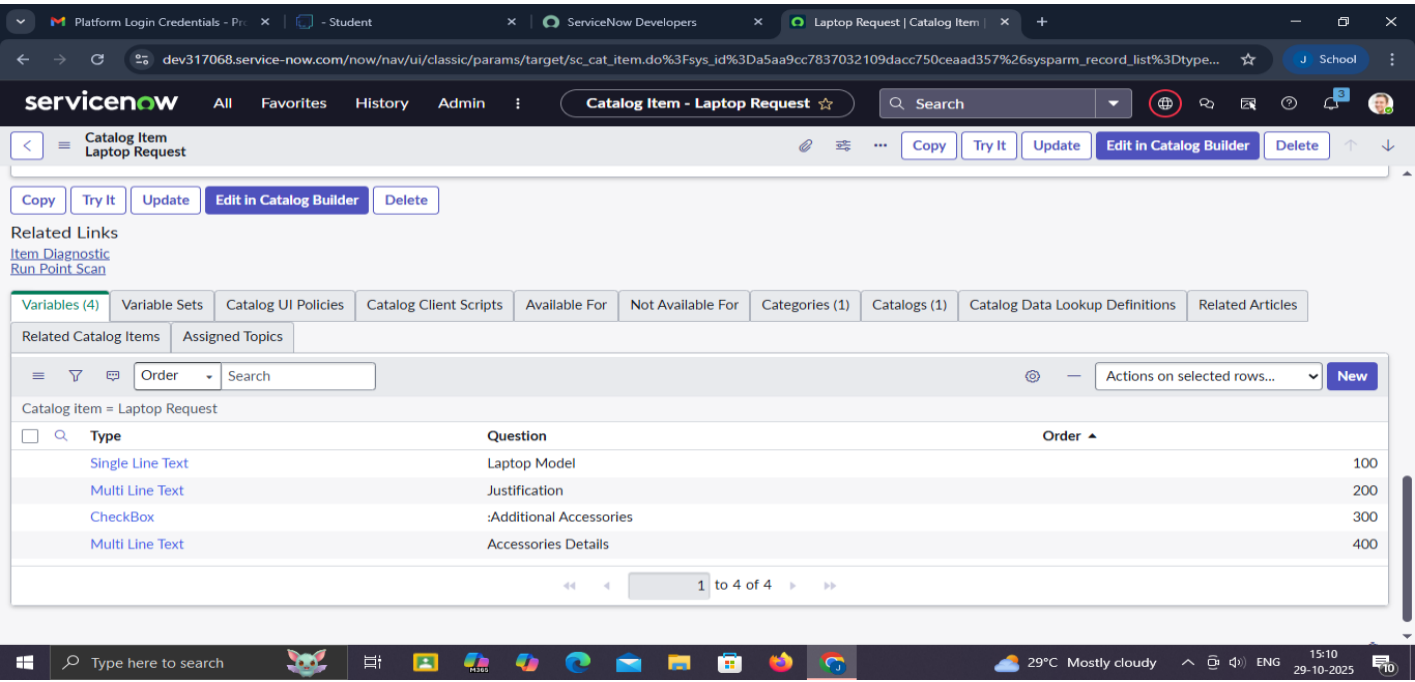 Platform Login Credentials - Pro
- Student
ServiceNow Developers
Laptop Request | Catalog Item |
dev317068.service-now.com/now/nav/ui/classic/params/target/sc_cat_item.do%3Fsys_id%3Da5aa9cc7837032109dacc750ceaad357%26sysparm_record_list%3Dtype...
J School
servicenow All Favorites History Admin Catalog Item - Laptop Request Search 3
Catalog Item
Laptop Request
Copy Try It Update Edit in Catalog Builder Delete
Copy Try It Update Edit in Catalog Builder Delete
Related Links
Item Diagnostic
Run Point Scan
Variables (4) Variable Sets Catalog UI Policies Catalog Client Scripts Available For Not Available For Categories (1) Catalogs (1) Catalog Data Lookup Definitions Related Articles
Related Catalog Items Assigned Topics
Order Search Actions on selected rows... New
Catalog item = Laptop Request
Type Question Order
Single Line Text Laptop Model 100
Multi Line Text Justification 200
CheckBox :Additional Accessories 300
Multi Line Text Accessories Details 400
1 to 4 of 4
Type here to search M365 29°C Mostly cloudy ENG 15:10 29-10-2025 10